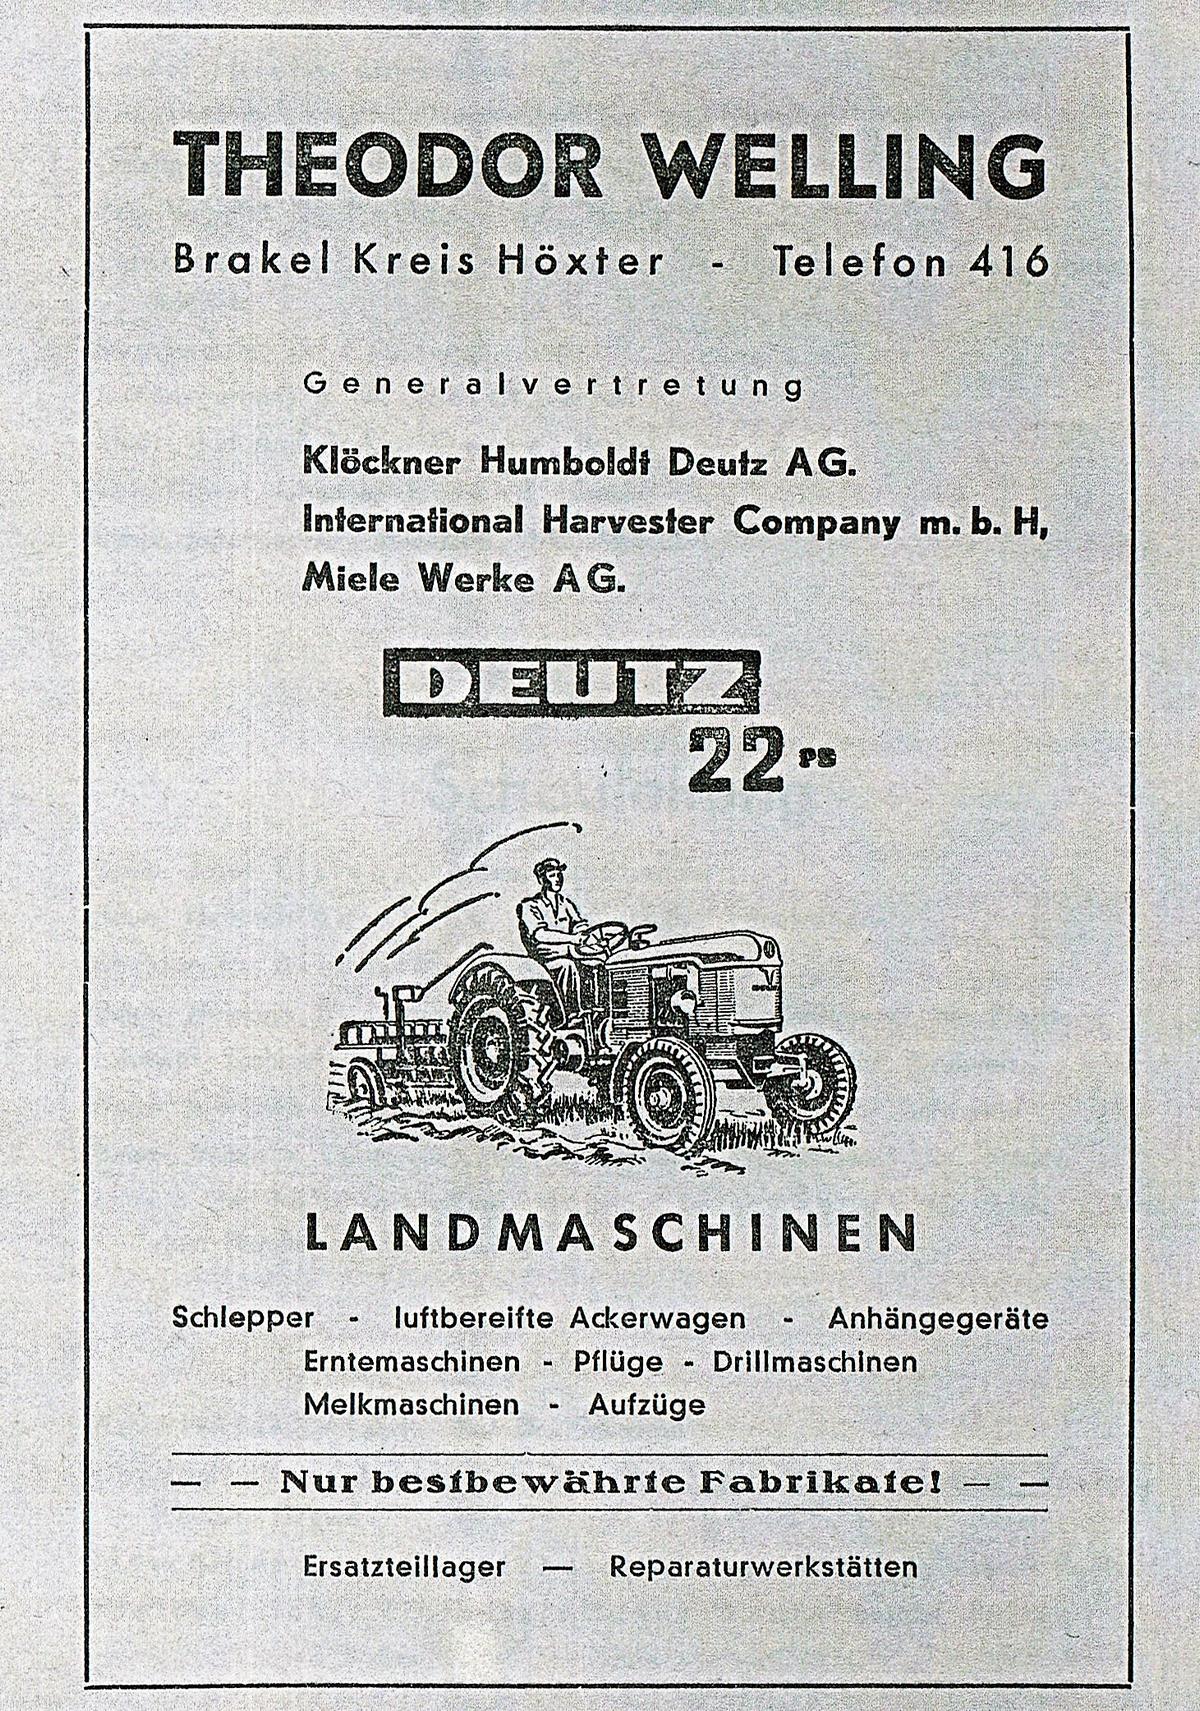 THEODOR WELLING
Brakel Kreis Höxter - Telefon 416
Generalvertretung
Klöckner Humboldt Deutz AG.
International Harvester Company m. b. H,
Miele Werke AG.
DEUTZ
22 PS
LANDMASCHINEN
Schlepper - luftbereifte Ackerwagen - Anhängegeräte
Erntemaschinen - Pflüge - Drillmaschinen
Melkmaschinen - Aufzüge
— — Nur bestbewährte Fabrikate! — —
Ersatzteillager — Reparaturwerkstätten